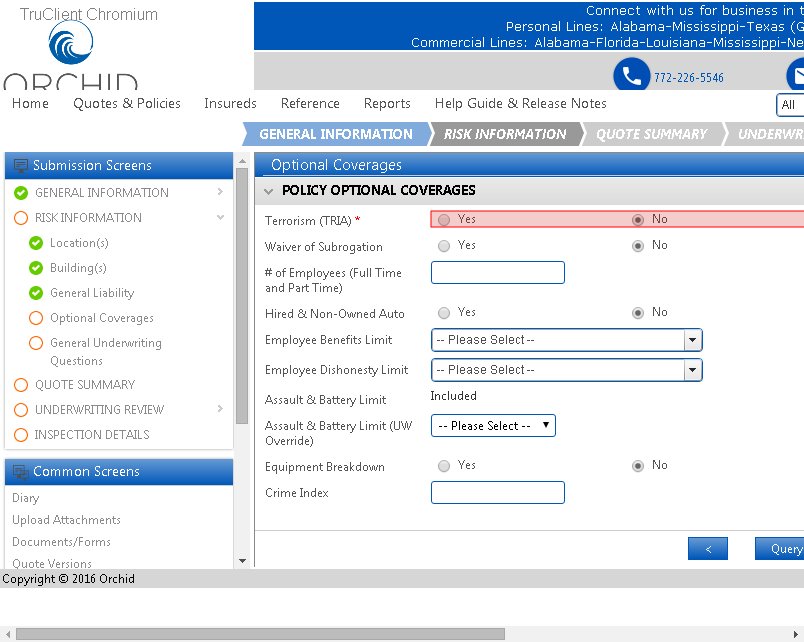 TruClient Chromium
Connect with us for business in
Personal Lines: Alabama-Mississippi-Texas
Commercial Lines: Alabama-Florida-Louisiana-Mississippi-
ORCHID
772-226-5546
Home Quotes & Policies Insureds Reference Reports Help Guide & Release Notes All
GENERAL INFORMATION RISK INFORMATION QUOTE SUMMARY
Submission Screens
GENERAL INFORMATION
RISK INFORMATION
Location(s)
Building(s)
General Liability
Optional Coverages
General Underwriting
Questions
QUOTE SUMMARY
UNDERWRITING REVIEW
INSPECTION DETAILS
Common Screens
Diary
Upload Attachments
Documents/Forms
Quote Versions
Optional Coverages
POLICY OPTIONAL COVERAGES
Terrorism (TRIA) * Yes No
Waiver of Subrogation Yes No
# of Employees (Full Time
and Part Time)
Hired & Non-Owned Auto Yes No
Employee Benefits Limit -- Please Select--
Employee Dishonesty Limit -- Please Select--
Assault & Battery Limit Included
Assault & Battery Limit (UW
Override) -- Please Select --
Equipment Breakdown Yes No
Crime Index
< Query
Copyright © 2016 Orchid